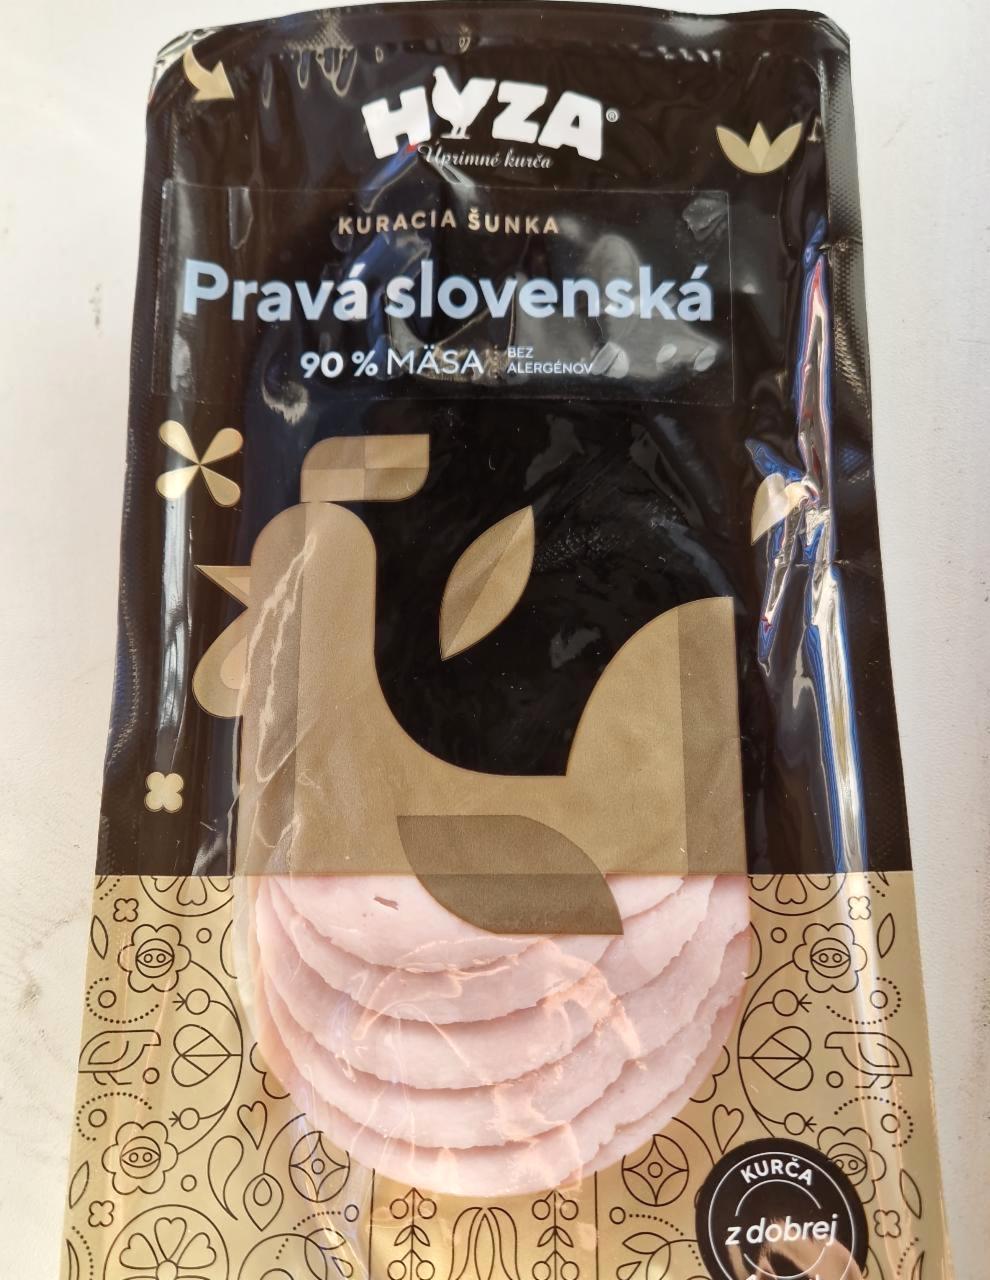 HYZA®
Úprimné kurča
KURACIA ŠUNKA
Pravá slovenská
90 % MÄSA
BEZ
ALERGÉNOV
KURČA
z dobrej